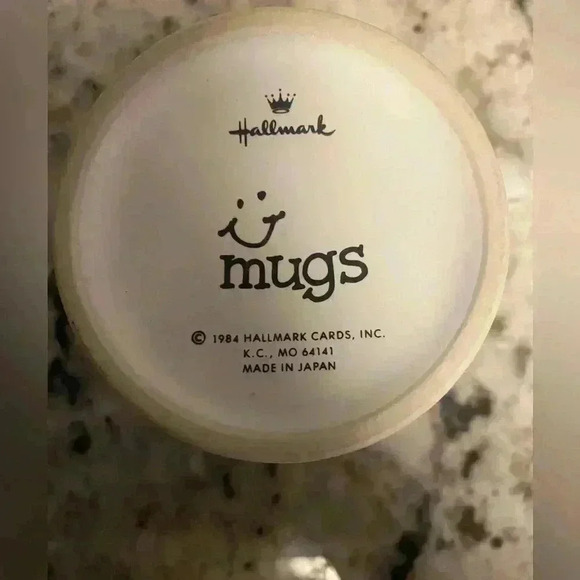 Hallmark
mugs
© 1984 HALLMARK CARDS, INC.
K.C., MO 64141
MADE IN JAPAN